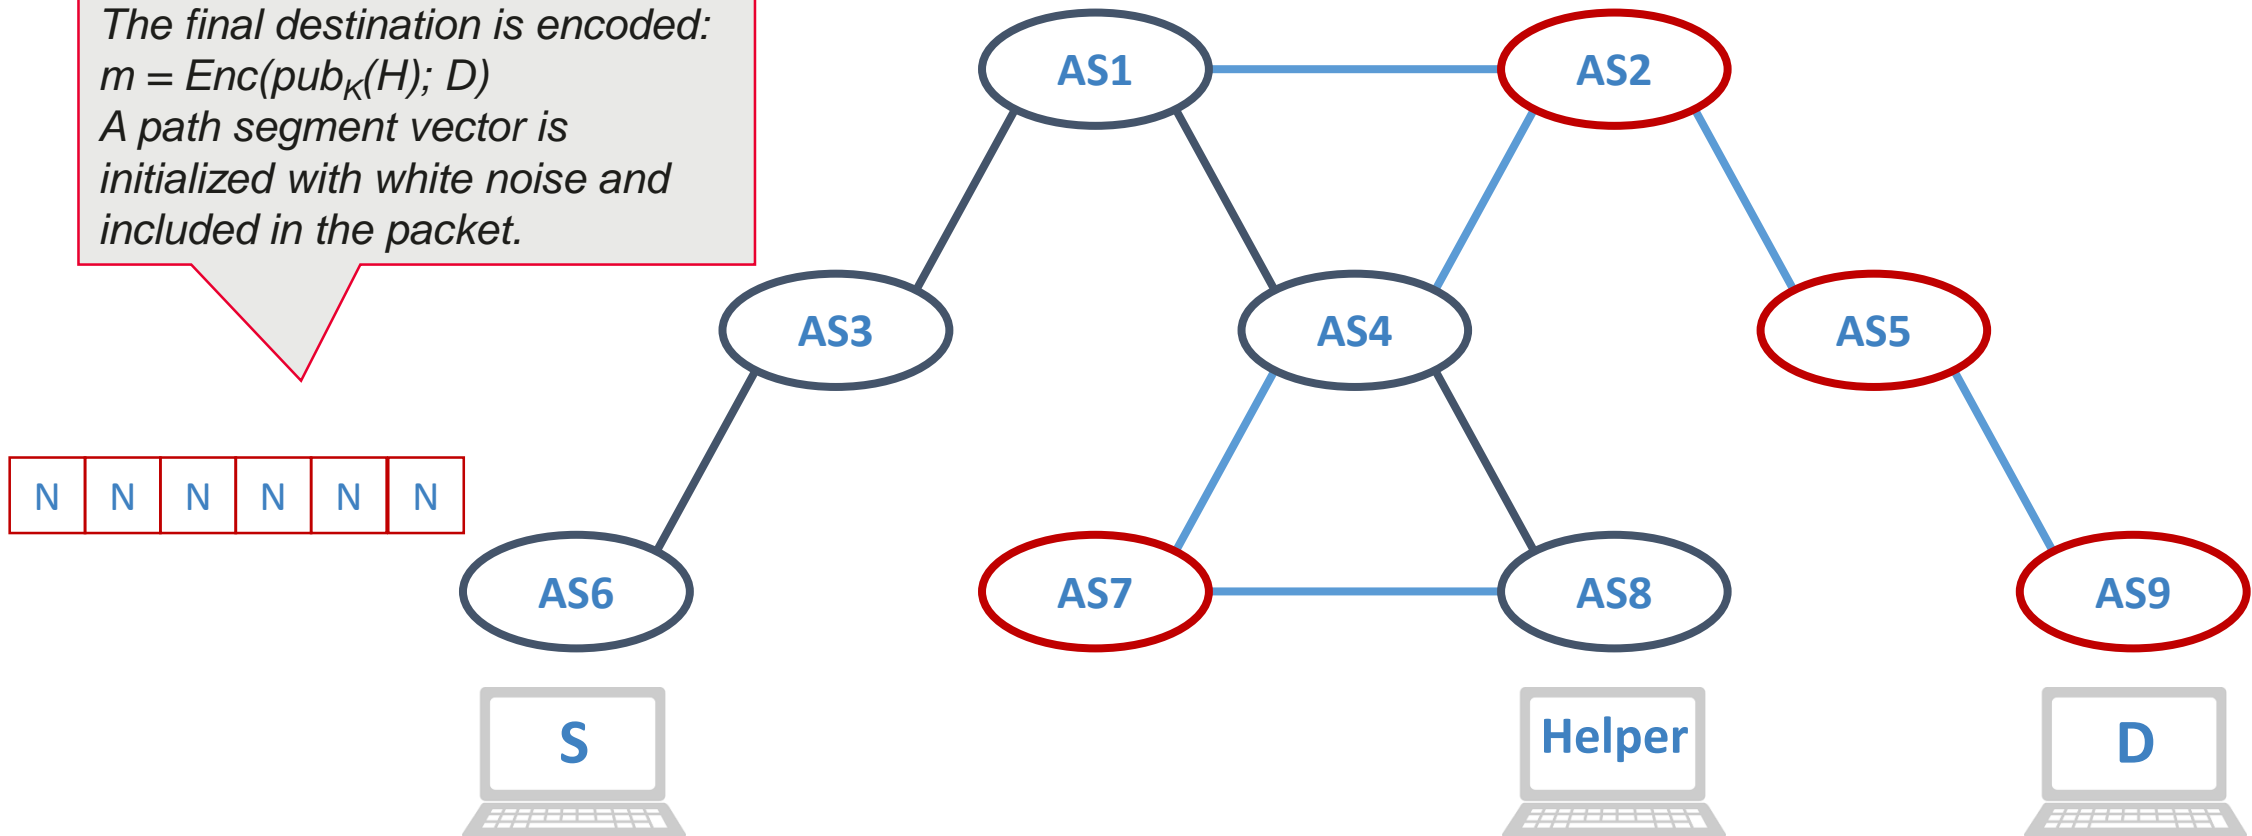 The final destination is encoded:
m = Enc(pubK(H); D)
A path segment vector is
initialized with white noise and
included in the packet.
AS1
AS2
AS3
AS4
AS5
N N N N N N
AS6
AS7
AS8
AS9
S
Helper
D